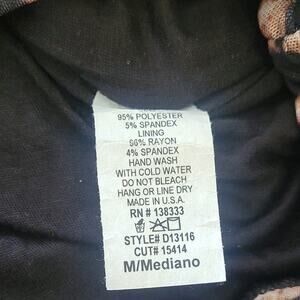 95% POLYESTER
5% SPANDEX
LINING
96% RAYON
4% SPANDEX
HAND WASH
WITH COLD WATER
DO NOT BLEACH
HANG OR LINE DRY
MADE IN U.S.A.
RN # 138333
STYLE# D13116
CUT# 15414
M/Mediano